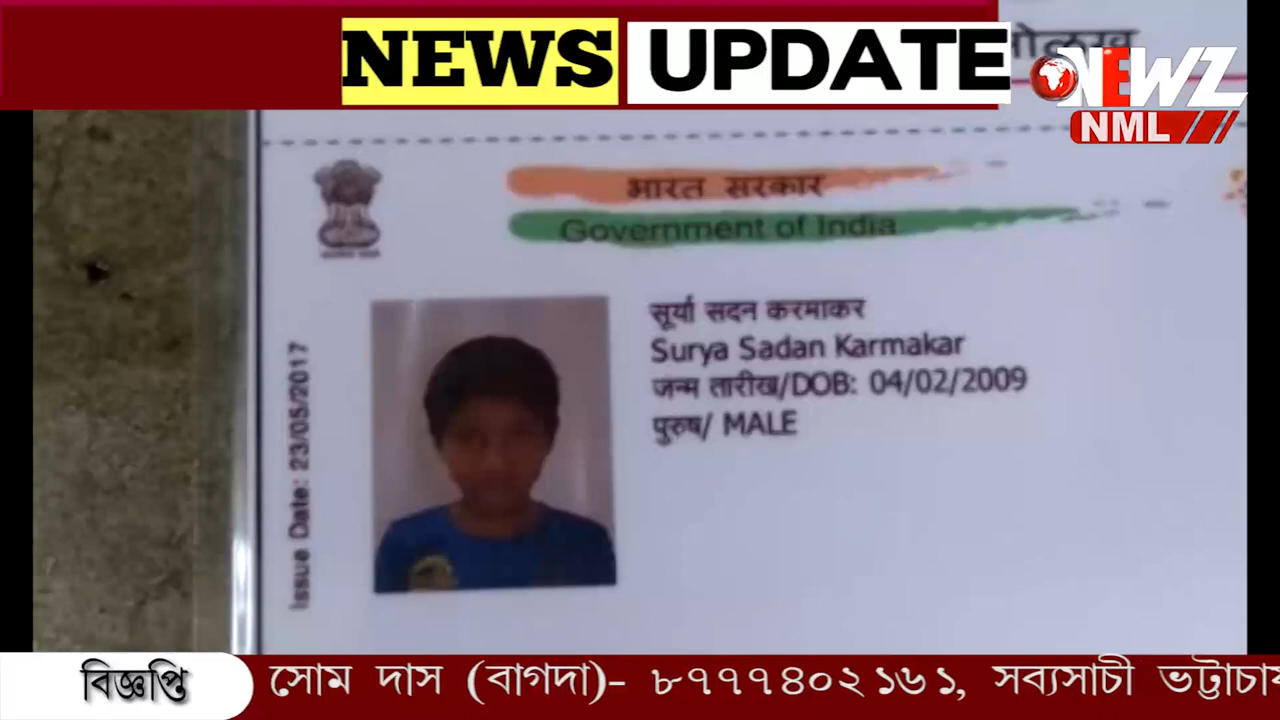 NEWS UPDATE
NEWZ
NML
भारत सरकार
Government of India
सूर्या सदन करमाकर
Surya Sadan Karmakar
जन्म तारीख/DOB: 04/02/2009
पुरुष/ MALE
Issue Date: 23/05/2017
বিজ্ঞপ্তি
সোম দাস (বাগদা)- ৮৭৭৭৪০২১৬১, সব্যসাচী